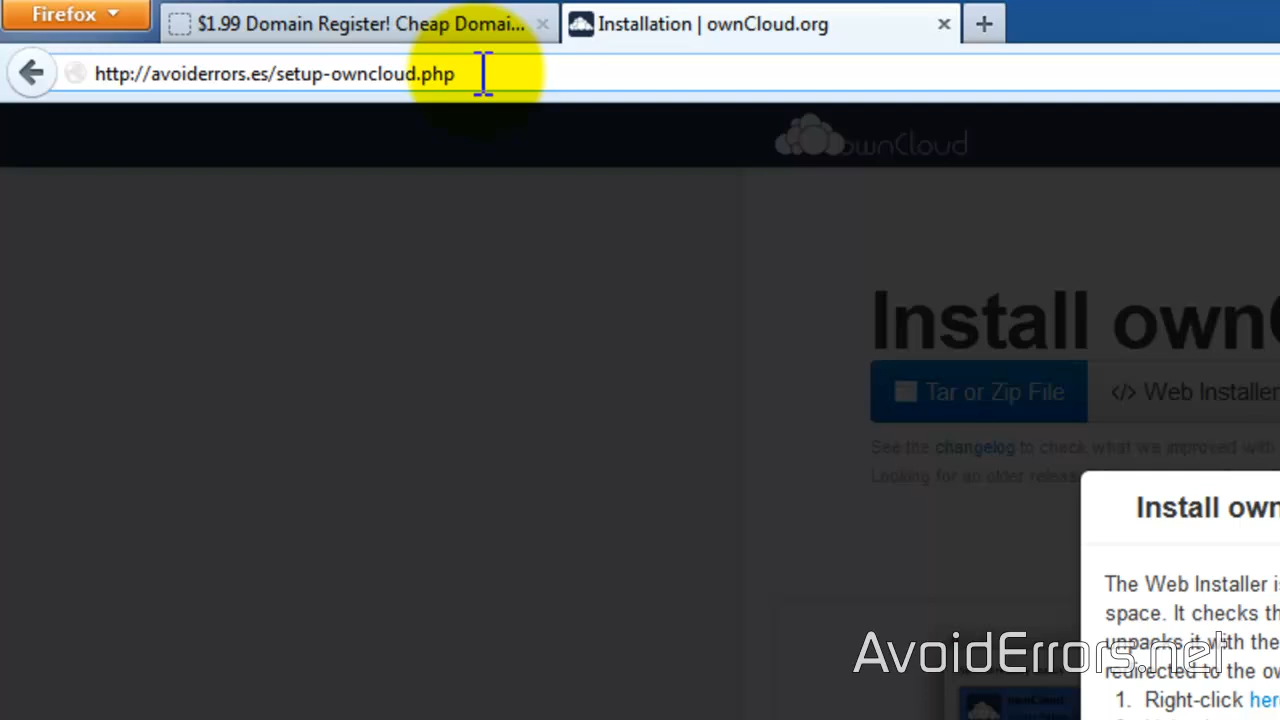 Firefox
$1.99 Domain Register! Cheap Domai...
Installation | ownCloud.org
http://avoiderrors.es/setup-owncloud.php
ownCloud
Install own
Tar or Zip File
</> Web Installer
See the changelog to check what we improved with
Looking for an older release
Install own
The Web Installer is
space. It checks th
unpacks it with the
redirected to the ow
1. Right-click her
AvoidErrors.net
ownCloud